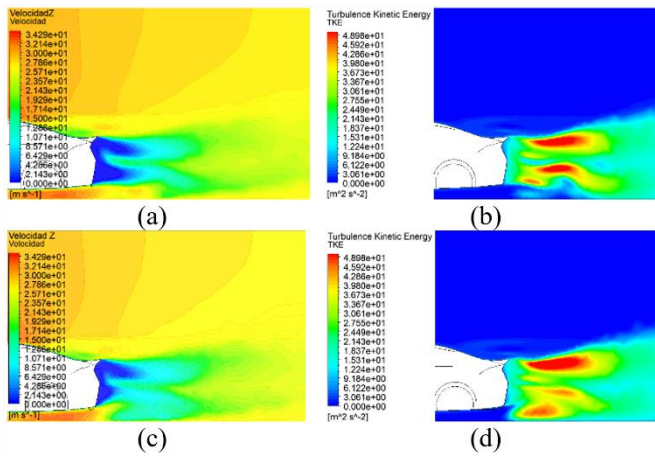 VelocidadZ
Velocidad
3.429e+01
3.214e+01
3.000e+01
2.786e+01
2.571e+01
2.357e+01
2.143e+01
1.929e+01
1.714e+01
1.500e+01
1.286e+01
1.071e+01
8.571e+00
6.429e+00
4.286e+00
2.143e+00
0.000e+00
[m s^-1]
(a)
Turbulence Kinetic Energy
TKE
4.898e+01
4.592e+01
4.286e+01
3.980e+01
3.673e+01
3.367e+01
3.061e+01
2.755e+01
2.449e+01
2.143e+01
1.837e+01
1.531e+01
1.224e+01
9.184e+00
6.122e+00
3.061e+00
0.000e+00
[m^2 s^-2]
(b)
Velocidad Z
Velocidad
3.429e+01
3.214e+01
3.000e+01
2.786e+01
2.571e+01
2.357e+01
2.143e+01
1.929e+01
1.714e+01
1.500e+01
1.286e+01
1.071e+01
8.571e+00
6.429e+00
4.286e+00
2.143e+00
0.000e+00
[m s^-1]
(c)
Turbulence Kinetic Energy
TKE
4.898e+01
4.592e+01
4.286e+01
3.980e+01
3.673e+01
3.367e+01
3.061e+01
2.755e+01
2.449e+01
2.143e+01
1.837e+01
1.531e+01
1.224e+01
9.184e+00
6.122e+00
3.061e+00
0.000e+00
[m^2 s^-2]
(d)